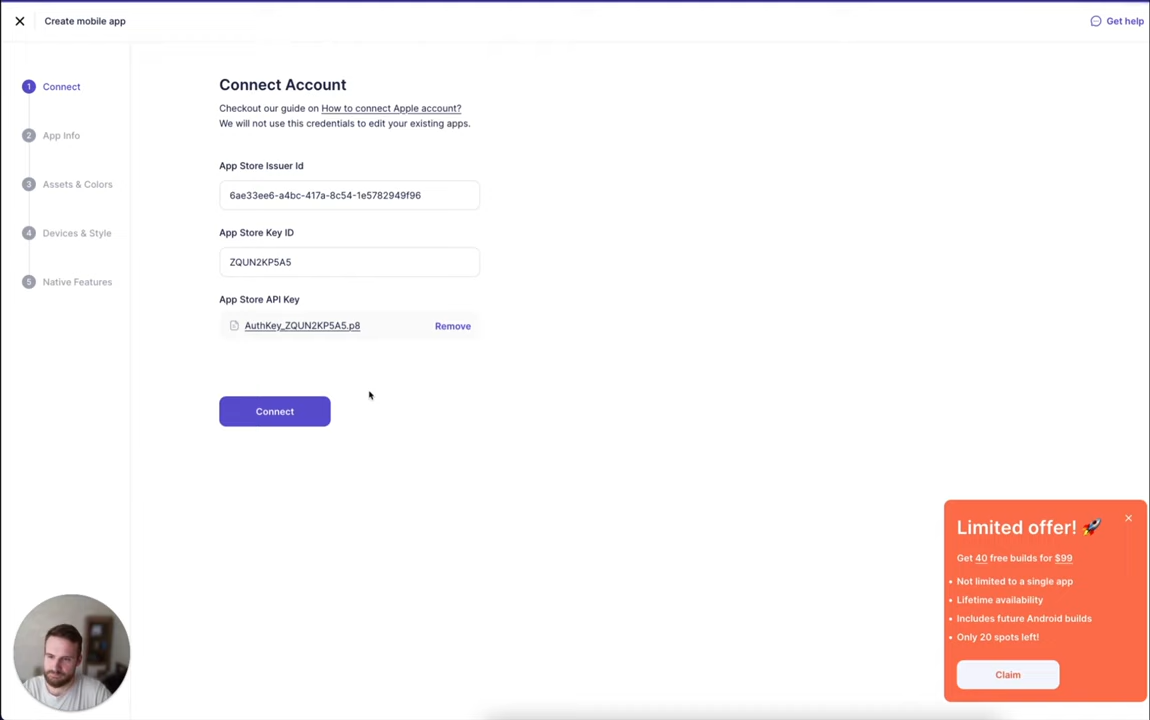 Create mobile app
Get help
1 Connect
2 App Info
3 Assets & Colors
4 Devices & Style
5 Native Features
Connect Account
Checkout our guide on How to connect Apple account?
We will not use this credentials to edit your existing apps.
App Store Issuer Id
6ae33ee6-a4bc-417a-8c54-1e5782949f96
App Store Key ID
ZQUN2KP5A5
App Store API Key
AuthKey_ZQUN2KP5A5.p8
Remove
Connect
Limited offer! 🚀
Get 40 free builds for $99
• Not limited to a single app
• Lifetime availability
• Includes future Android builds
• Only 20 spots left!
Claim